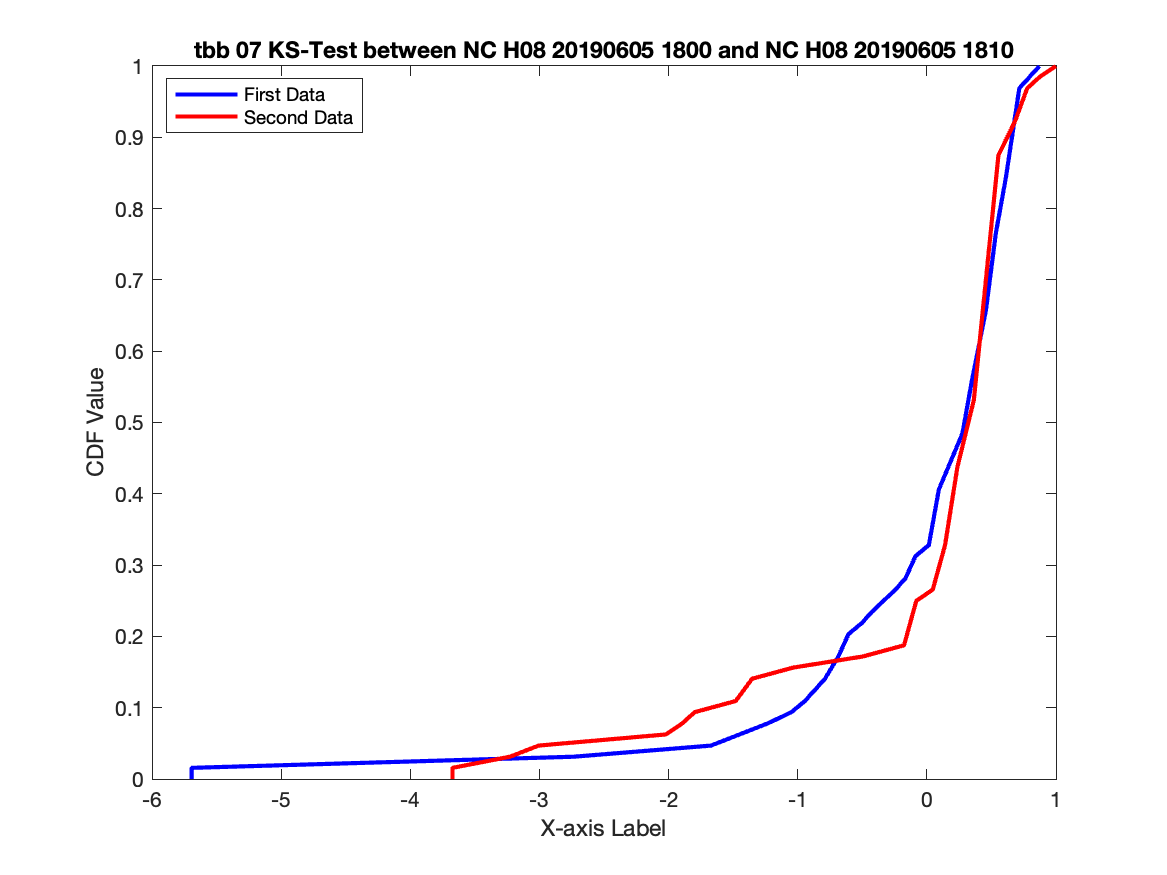 tbb 07 KS-Test between NC H08 20190605 1800 and NC H08 20190605 1810
First Data
Second Data
1
0.9
0.8
0.7
0.6
0.5
0.4
0.3
0.2
0.1
0
CDF Value
-6 -5 -4 -3 -2 -1 0 1
X-axis Label